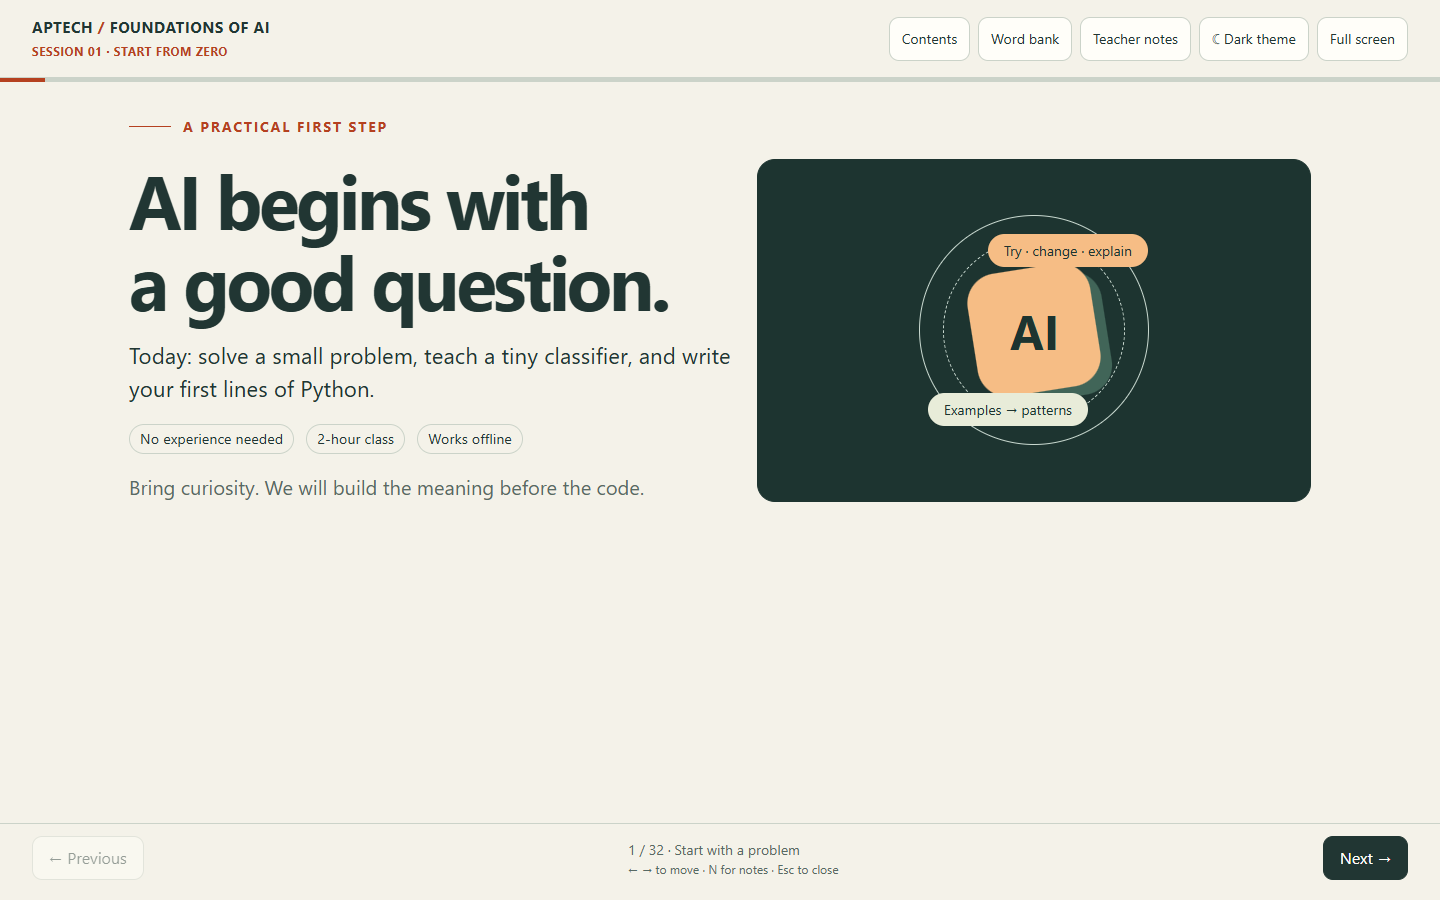 APTECH / FOUNDATIONS OF AI
SESSION 01 · START FROM ZERO
Contents
Word bank
Teacher notes
☾ Dark theme
Full screen
A PRACTICAL FIRST STEP
AI begins with
a good question.
Today: solve a small problem, teach a tiny classifier, and write
your first lines of Python.
No experience needed
2-hour class
Works offline
Bring curiosity. We will build the meaning before the code.
Try · change · explain
AI
Examples → patterns
← Previous
1 / 32 · Start with a problem
← → to move · N for notes · Esc to close
Next →